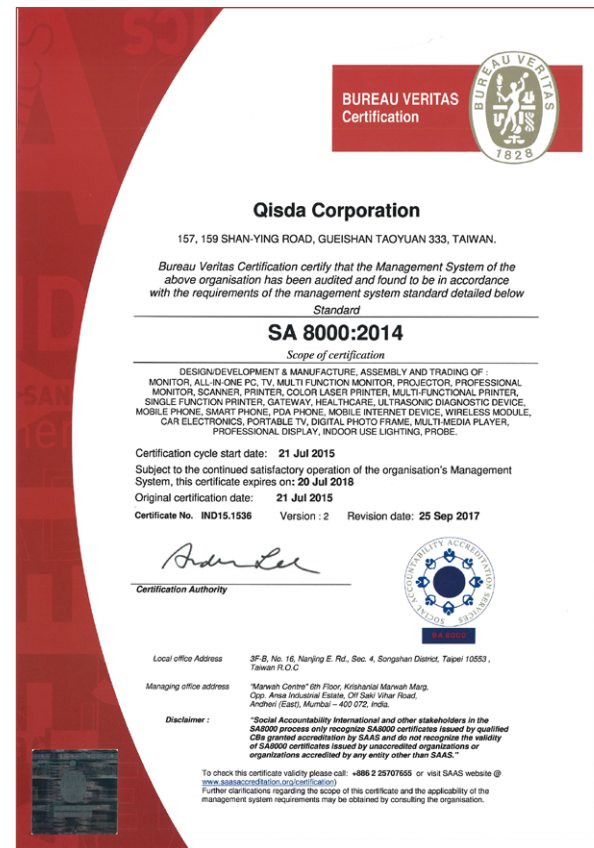 BUREAU VERITAS
Certification
BUREAU VERITAS
1828
Qisda Corporation
157, 159 SHAN-YING ROAD, GUEISHAN TAOYUAN 333, TAIWAN.
Bureau Veritas Certification certify that the Management System of the
above organisation has been audited and found to be in accordance
with the requirements of the management system standard detailed below
Standard
SA 8000:2014
Scope of certification
DESIGN/DEVELOPMENT & MANUFACTURE, ASSEMBLY AND TRADING OF :
MONITOR, ALL-IN-ONE PC, TV, MULTI FUNCTION MONITOR, PROJECTOR, PROFESSIONAL
MONITOR, SCANNER, PRINTER, COLOR LASER PRINTER, MULTI-FUNCTIONAL PRINTER,
SINGLE FUNCTION PRINTER, GATEWAY, HEALTHCARE, ULTRASONIC DIAGNOSTIC DEVICE,
MOBILE PHONE, SMART PHONE, PDA PHONE, MOBILE INTERNET DEVICE, WIRELESS MODULE,
CAR ELECTRONICS, PORTABLE TV, DIGITAL PHOTO FRAME, MULTI-MEDIA PLAYER,
PROFESSIONAL DISPLAY, INDOOR USE LIGHTING, PROBE.
Certification cycle start date: 21 Jul 2015
Subject to the continued satisfactory operation of the organisation's Management
System, this certificate expires on: 20 Jul 2018
Original certification date: 21 Jul 2015
Certificate No. IND15.1536 Version : 2 Revision date: 25 Sep 2017
Certification Authority
SOCIAL ACCOUNTABILITY ACCREDITATION SERVICES
SA 8000
Local office Address 3F-B, No. 16, Nanjing E. Rd., Sec. 4, Songshan District, Taipei 10553 ,
Taiwan R.O.C
Managing office address "Marwah Centre" 6th Floor, Krishanlal Marwah Marg,
Opp. Ansa Industrial Estate, Off Saki Vihar Road,
Andheri (East), Mumbai – 400 072, India.
Disclaimer : "Social Accountability International and other stakeholders in the
SA8000 process only recognize SA8000 certificates issued by qualified
CBs granted accreditation by SAAS and do not recognize the validity
of SA8000 certificates issued by unaccredited organizations or
organizations accredited by any entity other than SAAS."
To check this certificate validity please call: +886 2 25707655 or visit SAAS website @
www.saasaccreditation.org/certification)
Further clarifications regarding the scope of this certificate and the applicability of the
management system requirements may be obtained by consulting the organisation.